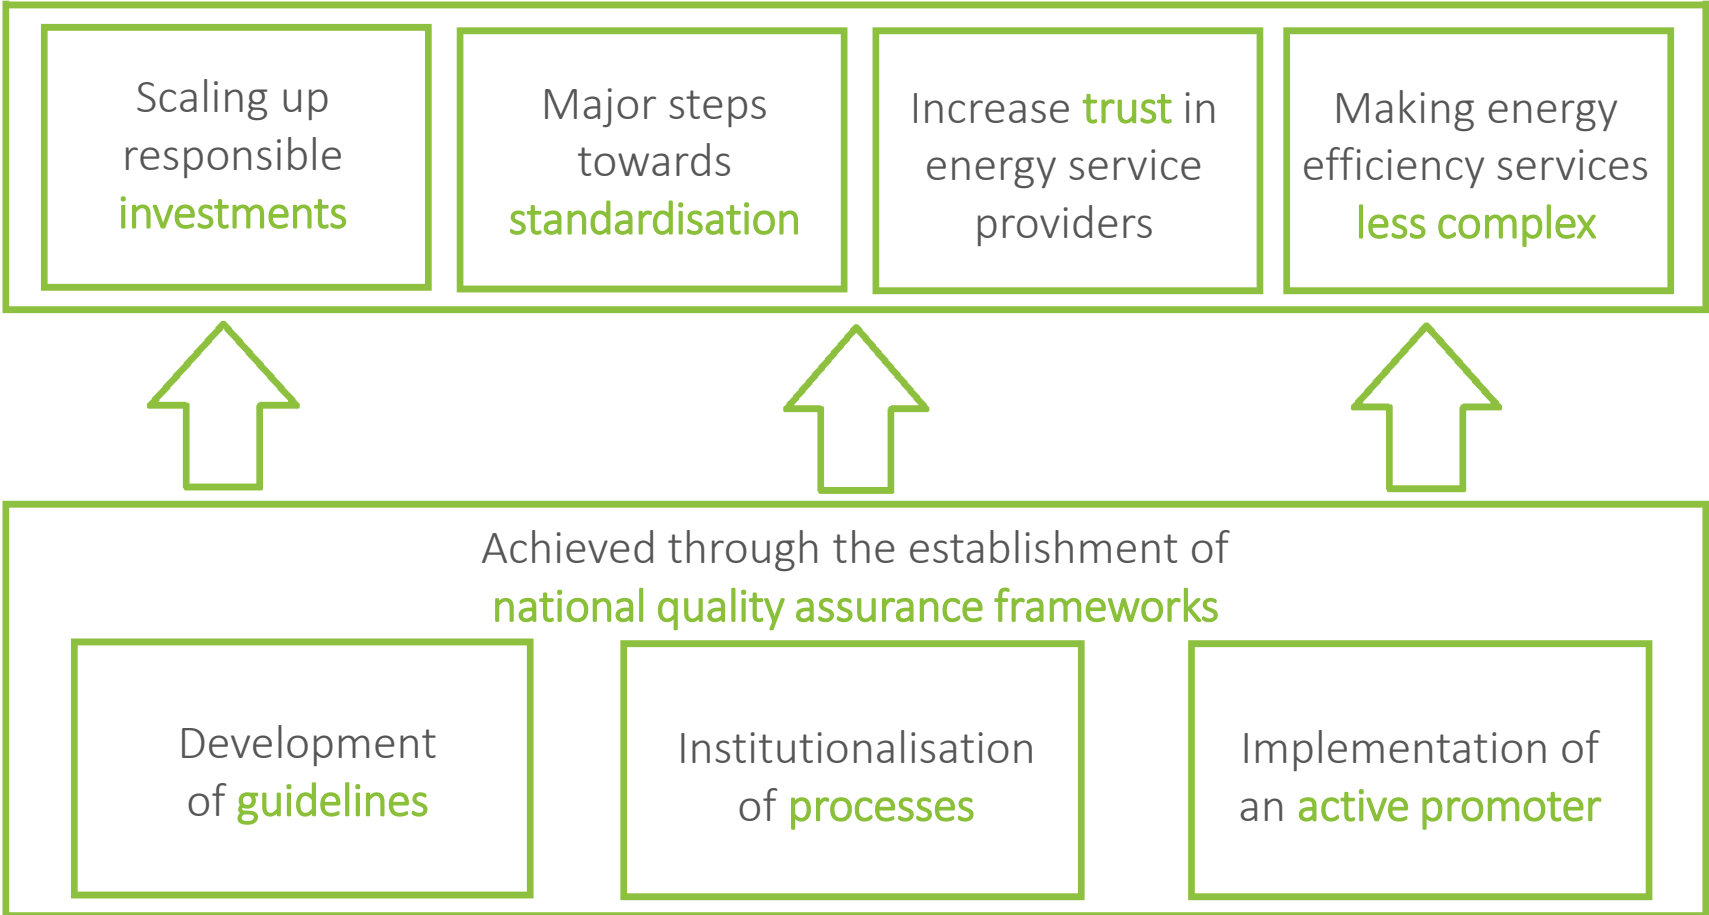 Scaling up
responsible
investments
Major steps
towards
standardisation
Increase trust in
energy service
providers
Making energy
efficiency services
less complex
Achieved through the establishment of
national quality assurance frameworks
Development
of guidelines
Institutionalisation
of processes
Implementation of
an active promoter